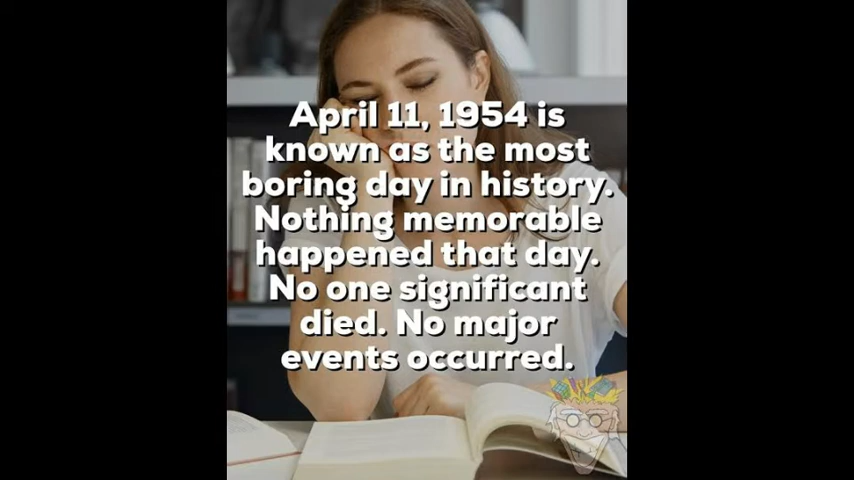 April 11, 1954 is
known as the most
boring day in history.
Nothing memorable
happened that day.
No one significant
died. No major
events occurred.